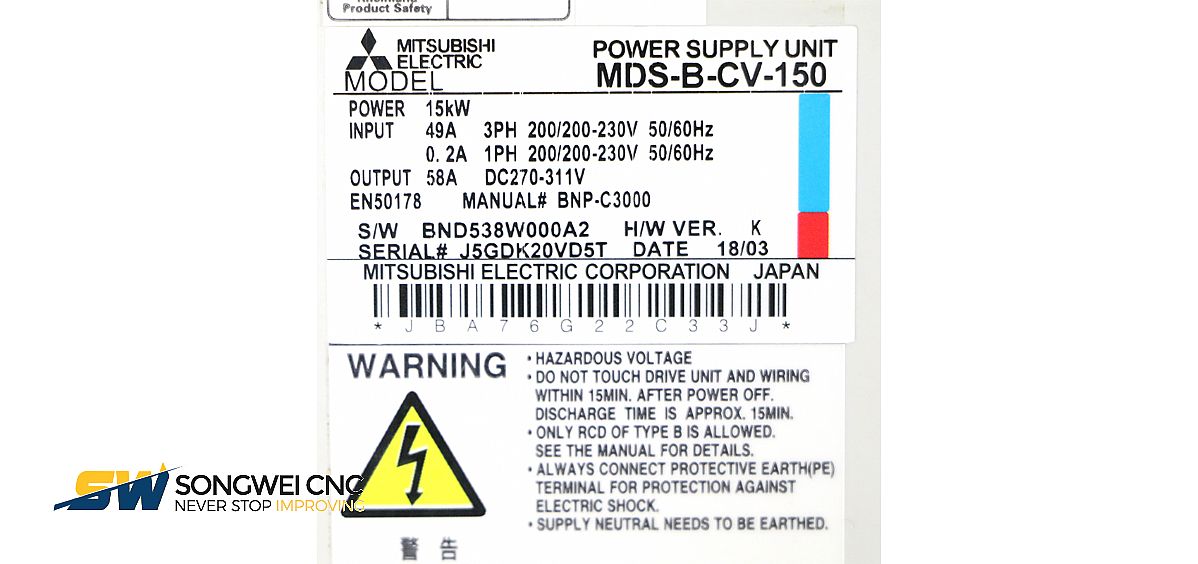 Rheinland
Product Safety
MITSUBISHI
ELECTRIC
MODEL
POWER SUPPLY UNIT
MDS-B-CV-150
POWER 15kW
INPUT 49A 3PH 200/200-230V 50/60Hz
0. 2A 1PH 200/200-230V 50/60Hz
OUTPUT 58A DC270-311V
EN50178 MANUAL# BNP-C3000
S/W BND538W000A2 H/W VER. K
SERIAL# J5GDK20VD5T DATE 18/03
MITSUBISHI ELECTRIC CORPORATION JAPAN
* J B A 7 6 G 2 2 C 3 3 J *
WARNING
• HAZARDOUS VOLTAGE
• DO NOT TOUCH DRIVE UNIT AND WIRING
WITHIN 15MIN. AFTER POWER OFF.
DISCHARGE TIME IS APPROX. 15MIN.
• ONLY RCD OF TYPE B IS ALLOWED.
SEE THE MANUAL FOR DETAILS.
• ALWAYS CONNECT PROTECTIVE EARTH(PE)
TERMINAL FOR PROTECTION AGAINST
ELECTRIC SHOCK.
• SUPPLY NEUTRAL NEEDS TO BE EARTHED.
警 告
SW SONGWEI CNC
NEVER STOP IMPROVING